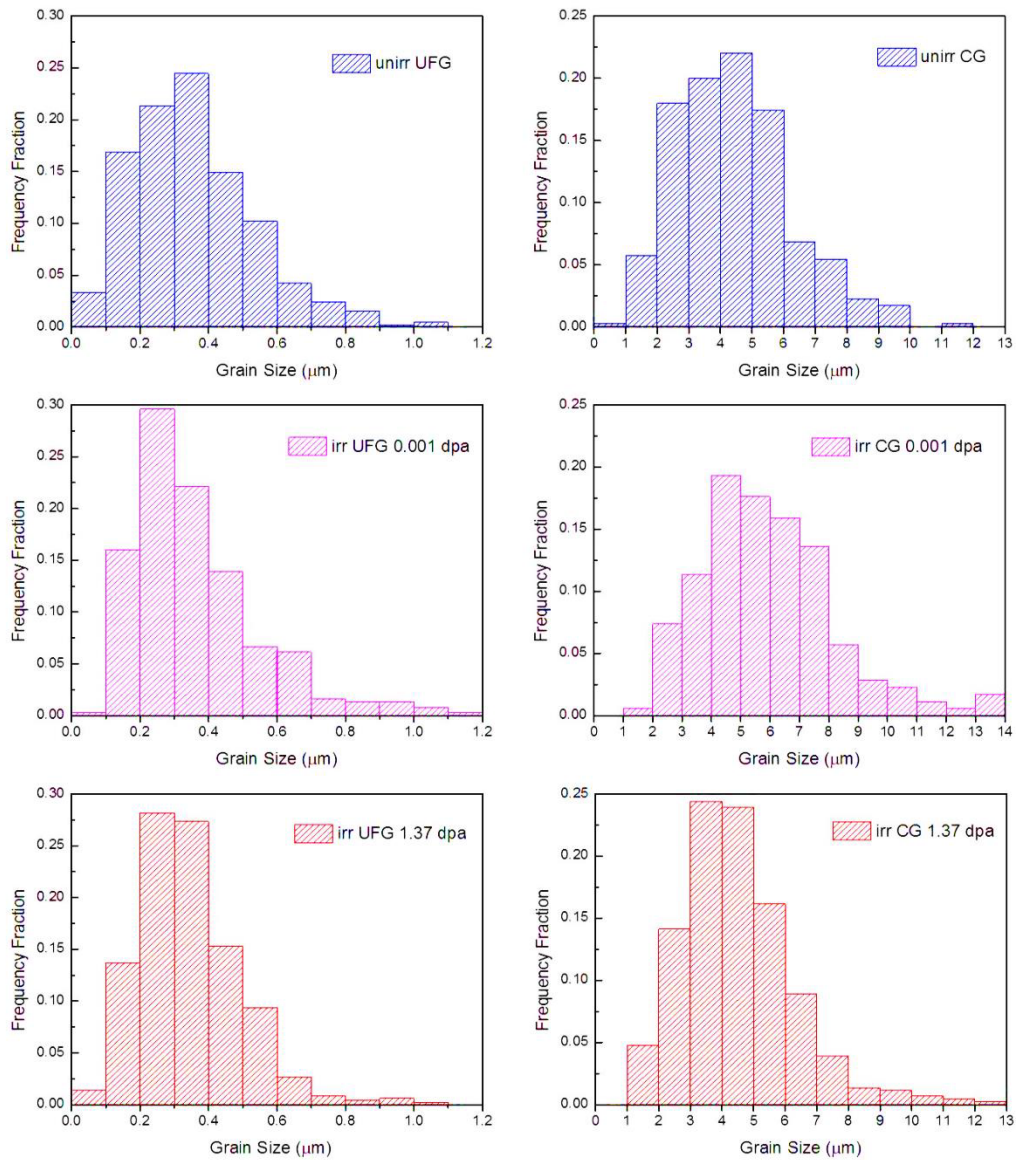 0.30
0.25
0.20
0.15
0.10
0.05
0.00
Frequency Fraction
unirr UFG
0.0 0.2 0.4 0.6 0.8 1.0 1.2
Grain Size (μm)
0.25
0.20
0.15
0.10
0.05
0.00
Frequency Fraction
unirr CG
0 1 2 3 4 5 6 7 8 9 10 11 12 13
Grain Size (μm)
0.30
0.25
0.20
0.15
0.10
0.05
0.00
Frequency Fraction
irr UFG 0.001 dpa
0.0 0.2 0.4 0.6 0.8 1.0 1.2
Grain Size (μm)
0.25
0.20
0.15
0.10
0.05
0.00
Frequency Fraction
irr CG 0.001 dpa
0 1 2 3 4 5 6 7 8 9 10 11 12 13 14
Grain Size (μm)
0.30
0.25
0.20
0.15
0.10
0.05
0.00
Frequency Fraction
irr UFG 1.37 dpa
0.0 0.2 0.4 0.6 0.8 1.0 1.2
Grain Size (μm)
0.25
0.20
0.15
0.10
0.05
0.00
Frequency Fraction
irr CG 1.37 dpa
0 1 2 3 4 5 6 7 8 9 10 11 12 13
Grain Size (μm)